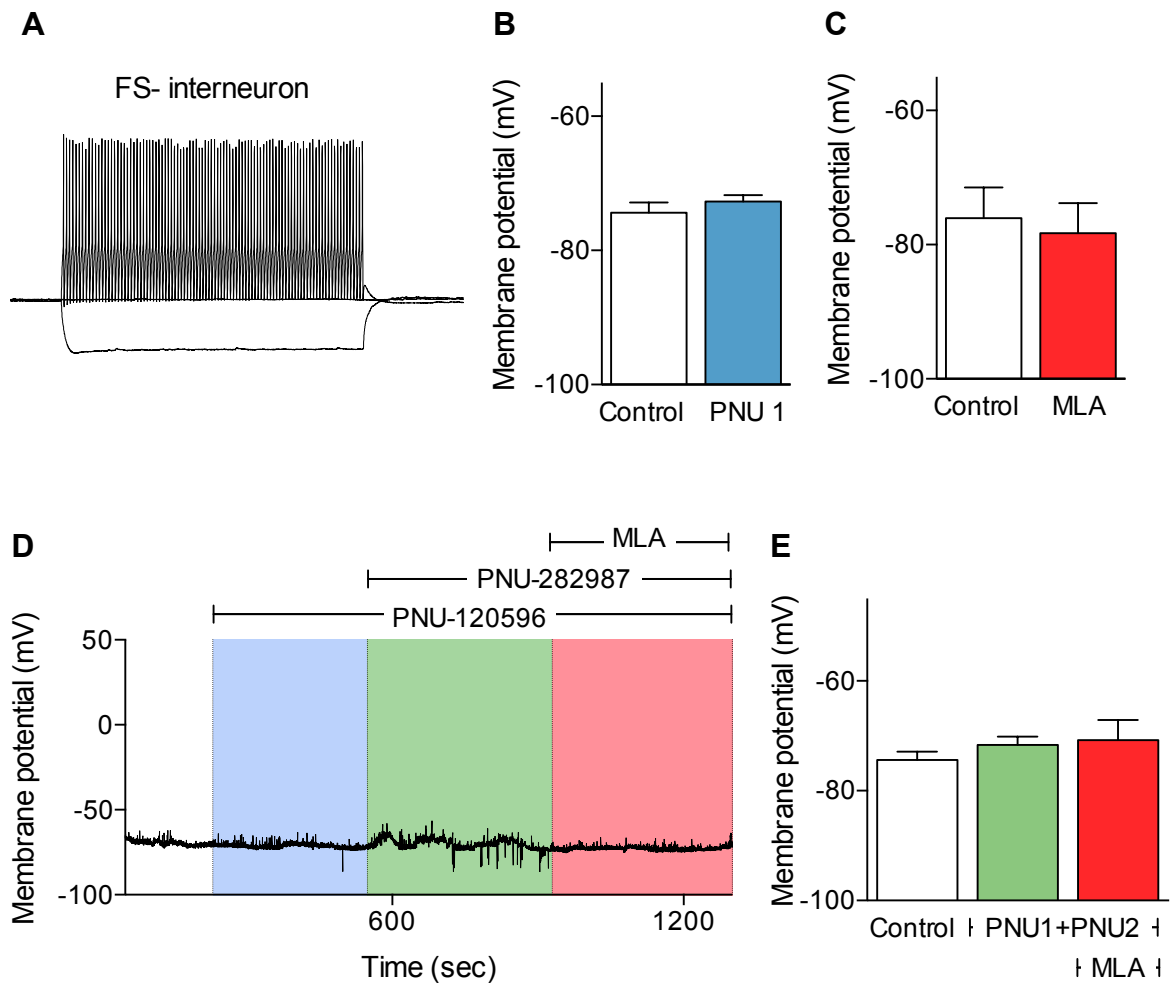 A
FS- interneuron
B
Membrane potential (mV)
-60
-80
-100
Control PNU 1
C
Membrane potential (mV)
-60
-80
-100
Control MLA
D
MLA
PNU-282987
PNU-120596
Membrane potential (mV)
50
0
-50
-100
600 1200
Time (sec)
E
Membrane potential (mV)
-60
-80
-100
Control PNU1+PNU2
MLA